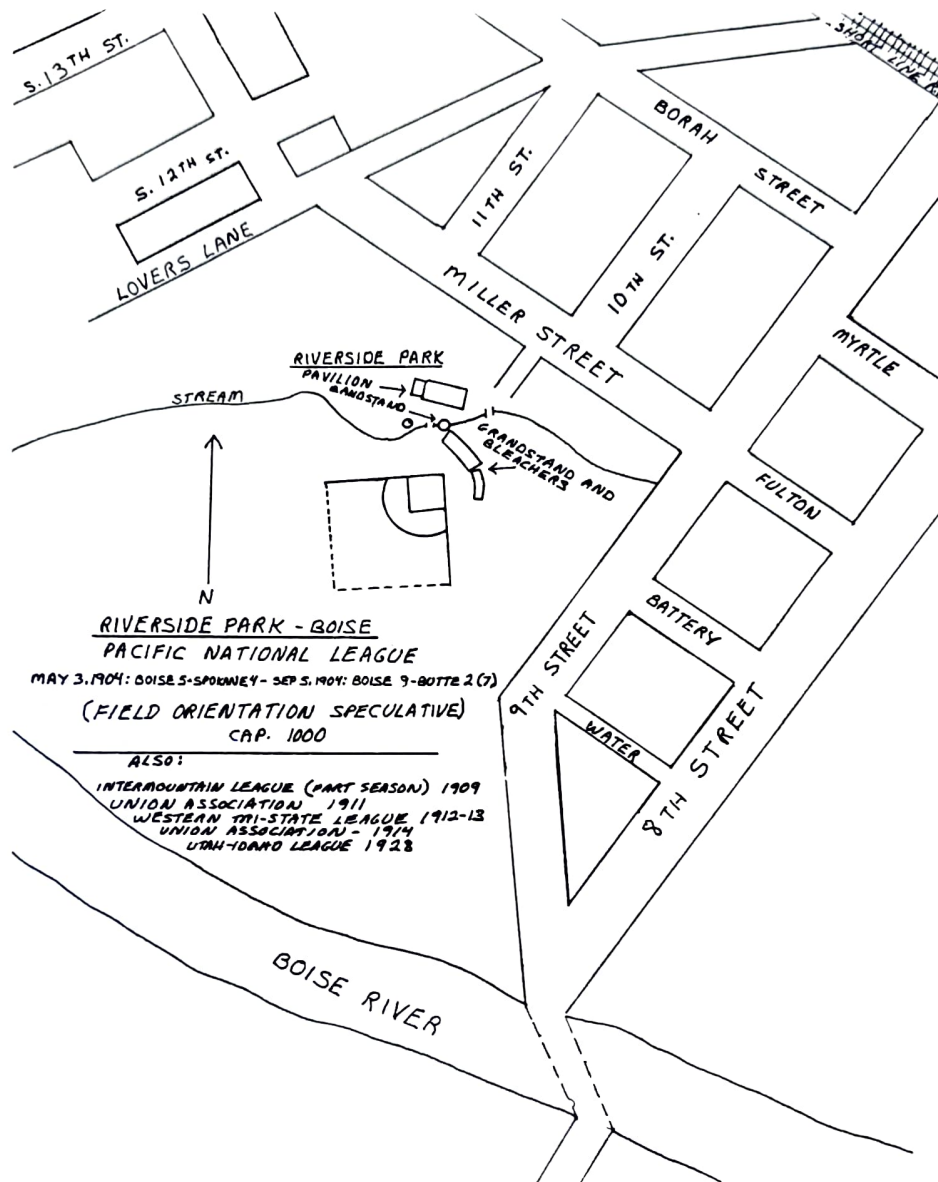 S. 13TH ST.
SHORT LINE
BORAH
STREET
S. 12TH ST.
11TH ST.
10TH ST.
LOVERS LANE
MILLER STREET
MYRTLE
RIVERSIDE PARK
PAVILION
BANDSTAND
STREAM
GRANDSTAND AND
BLEACHERS
FULTON
N
BATTERY
RIVERSIDE PARK - BOISE
PACIFIC NATIONAL LEAGUE
MAY 3, 1904: BOISE 5-SPOKANE 4 - SEP 5, 1904: BOISE 9-BUTTE 2 (7)
(FIELD ORIENTATION SPECULATIVE)
CAP. 1000
9TH STREET
WATER
8TH STREET
ALSO:
INTERMOUNTAIN LEAGUE (PART SEASON) 1909
UNION ASSOCIATION 1911
WESTERN TRI-STATE LEAGUE 1912-13
UNION ASSOCIATION - 1914
UTAH-IDAHO LEAGUE 1928
BOISE RIVER